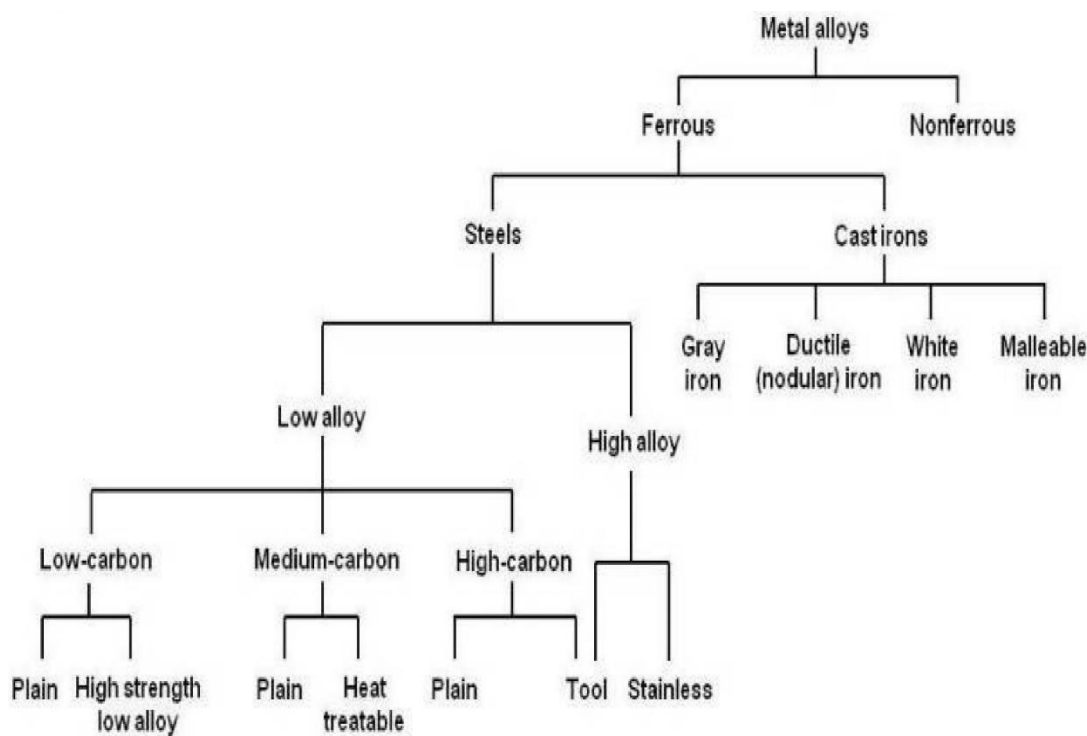 Metal alloys
Ferrous
Nonferrous
Steels
Cast irons
Gray
iron
Ductile
(nodular) iron
White
iron
Malleable
iron
Low alloy
High alloy
Low-carbon
Medium-carbon
High-carbon
Plain
High strength
low alloy
Plain
Heat
treatable
Plain
Tool
Stainless